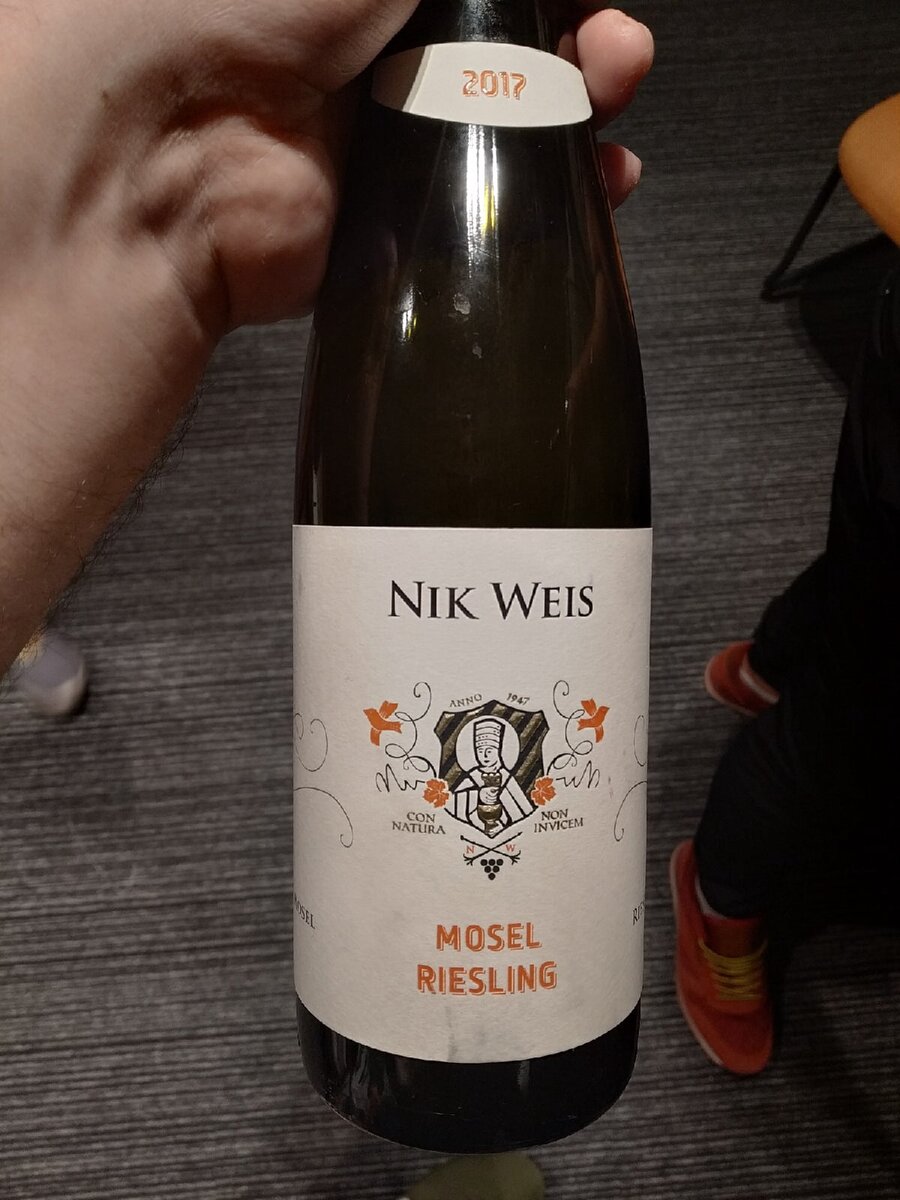 2017
NIK WEIS
ANNO 1947
CON NATURA
NON INVICEM
N W
MOSEL
RIESLING